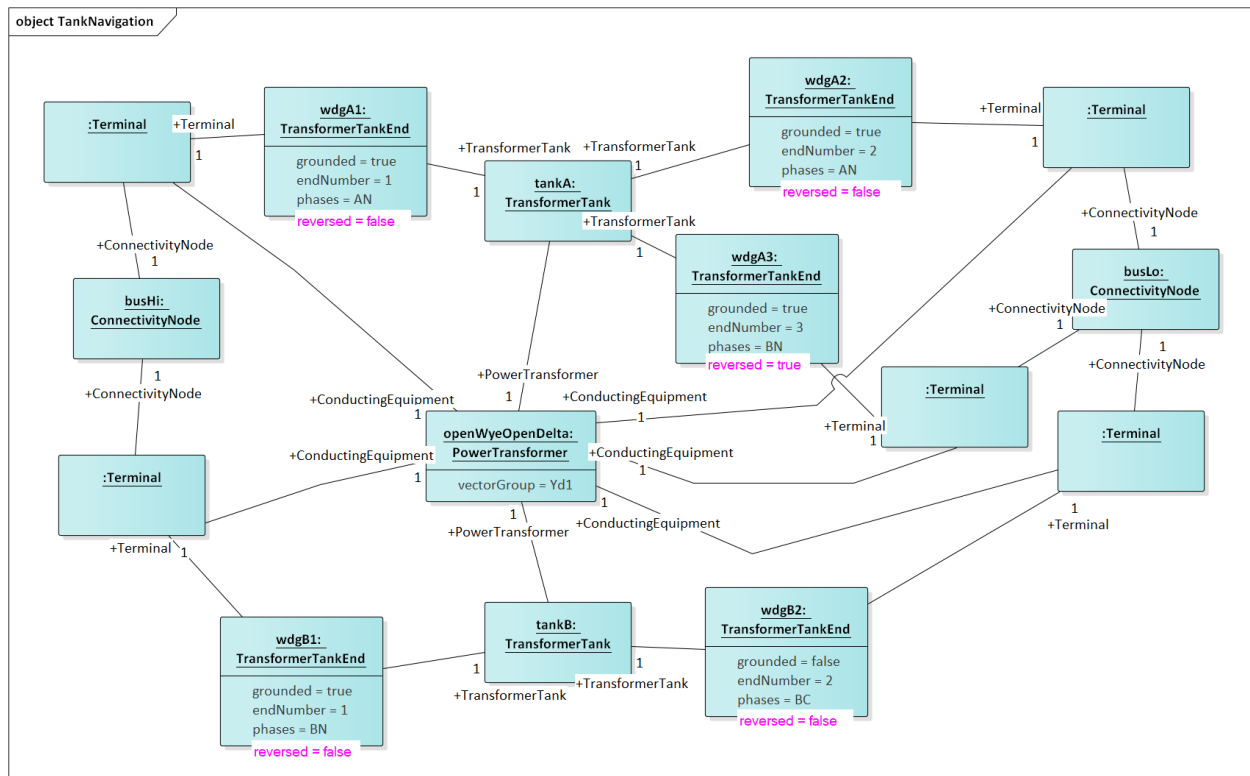 object TankNavigation
:Terminal
+Terminal
1
wdgA1:
TransformerTankEnd
grounded = true
endNumber = 1
phases = AN
reversed = false
+TransformerTank
1
tankA:
TransformerTank
+TransformerTank
1
wdgA2:
TransformerTankEnd
grounded = true
endNumber = 2
phases = AN
reversed = false
+Terminal
1
:Terminal
+TransformerTank
1
wdgA3:
TransformerTankEnd
grounded = true
endNumber = 3
phases = BN
reversed = true
+ConnectivityNode
1
busHi:
ConnectivityNode
1
+ConnectivityNode
+ConnectivityNode
1
busLo:
ConnectivityNode
+ConnectivityNode
1
1
+ConnectivityNode
:Terminal
+Terminal
1
:Terminal
+PowerTransformer
1
+ConductingEquipment
1
+ConductingEquipment
1
openWyeOpenDelta:
PowerTransformer
vectorGroup = Yd1
+ConductingEquipment
1
+ConductingEquipment
1
1
+ConductingEquipment
:Terminal
+Terminal
1
1
+PowerTransformer
1
+Terminal
wdgB1:
TransformerTankEnd
grounded = true
endNumber = 1
phases = BN
reversed = false
1
+TransformerTank
tankB:
TransformerTank
1
+TransformerTank
wdgB2:
TransformerTankEnd
grounded = false
endNumber = 2
phases = BC
reversed = false